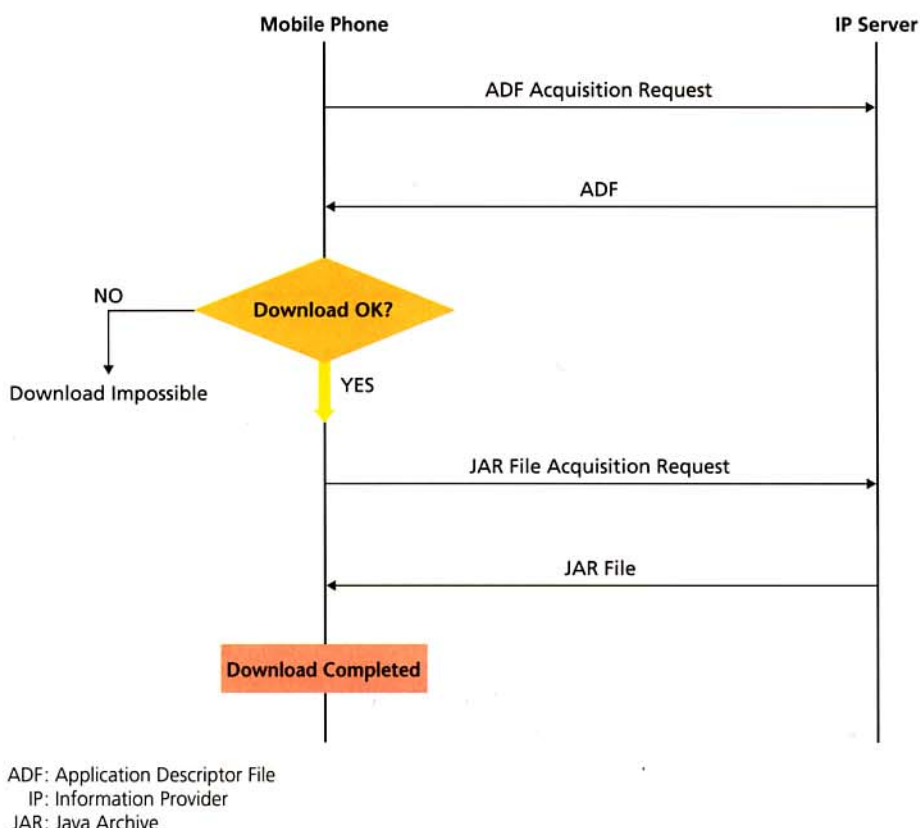 Mobile Phone
IP Server
ADF Acquisition Request
ADF
Download OK?
NO
Download Impossible
YES
JAR File Acquisition Request
JAR File
Download Completed
ADF: Application Descriptor File
IP: Information Provider
JAR: Java Archive